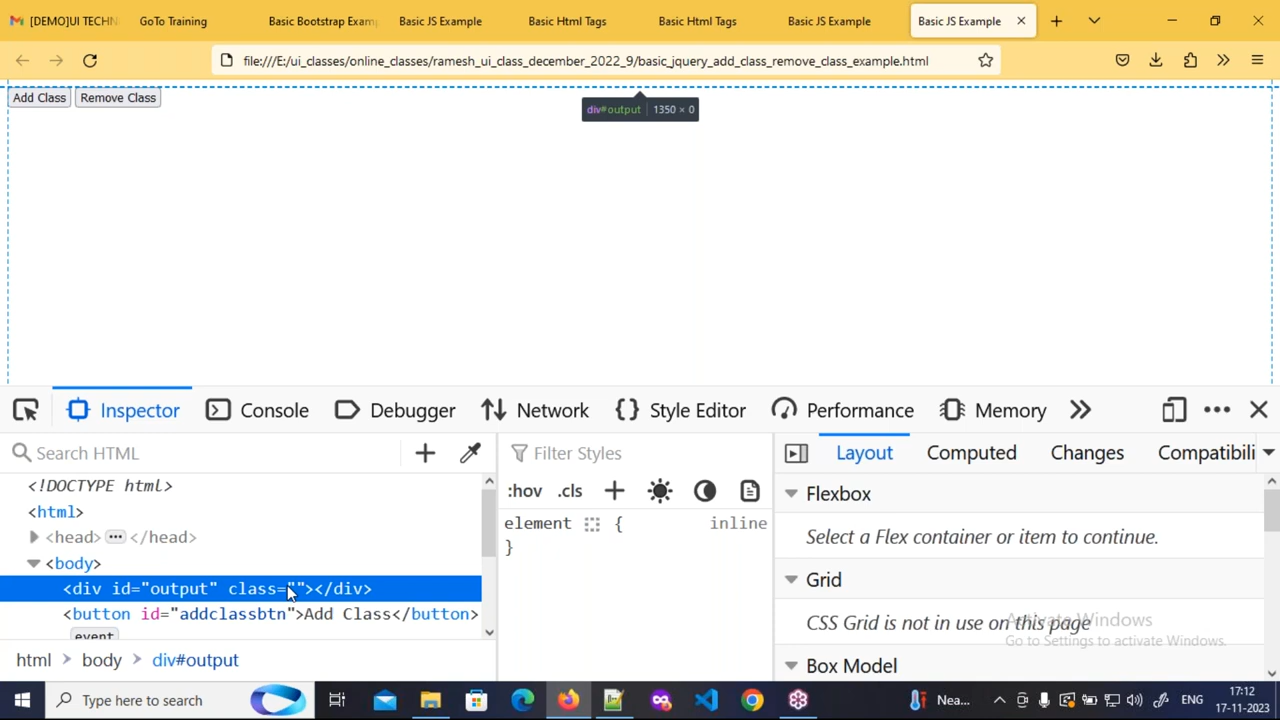 [DEMO]UI TECHN
GoTo Training
Basic Bootstrap Examp
Basic JS Example
Basic Html Tags
Basic Html Tags
Basic JS Example
Basic JS Example
file:///E:/ui_classes/online_classes/ramesh_ui_class_december_2022_9/basic_jquery_add_class_remove_class_example.html
Add Class
Remove Class
div#output 1350 × 0
Inspector
Console
Debugger
Network
Style Editor
Performance
Memory
Search HTML
Filter Styles
Layout
Computed
Changes
Compatibili
:hov .cls
<!DOCTYPE html>
<html>
<head> ••• </head>
<body>
<div id="output" class=""></div>
<button id="addclassbtn">Add Class</button>
event
element { inline
}
Flexbox
Select a Flex container or item to continue.
Grid
CSS Grid is not in use on this page
Box Model
Activate Windows
Go to Settings to activate Windows.
html > body > div#output
Type here to search
Nea...
ENG
17:12
17-11-2023